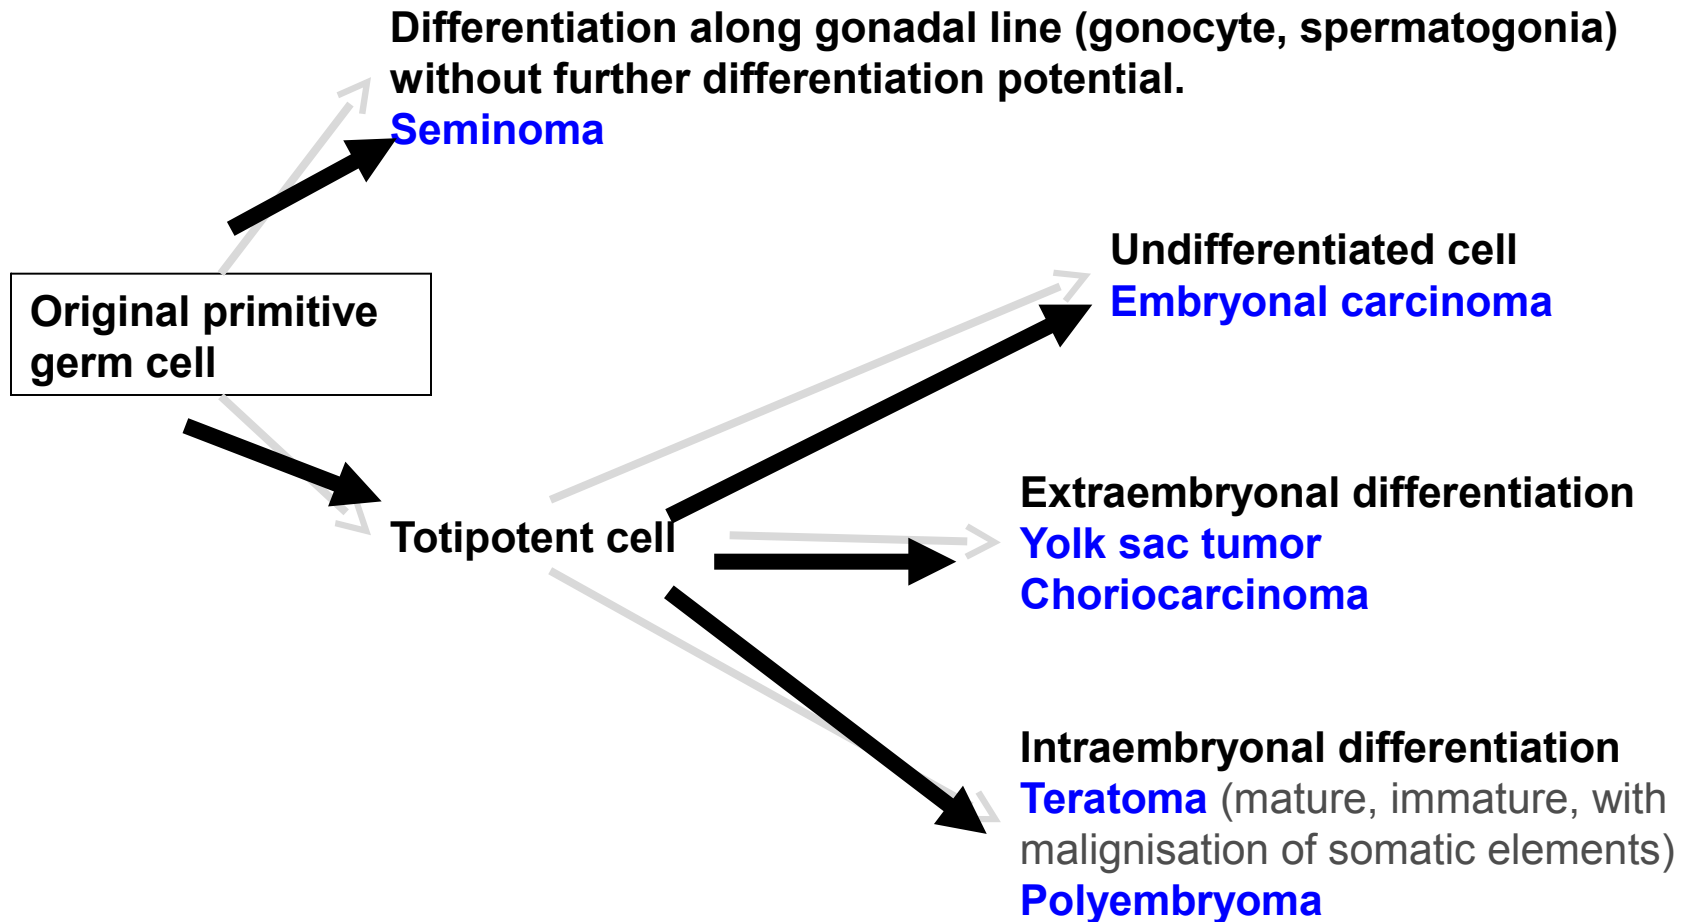 Differentiation along gonadal line (gonocyte, spermatogonia)
without further differentiation potential.
Seminoma
Undifferentiated cell
Embryonal carcinoma
Original primitive
germ cell
Extraembryonal differentiation
Totipotent cell
Yolk sac tumor
Choriocarcinoma
Intraembryonal differentiation
Teratoma (mature, immature, with
malignisation of somatic elements)
Polyembryoma